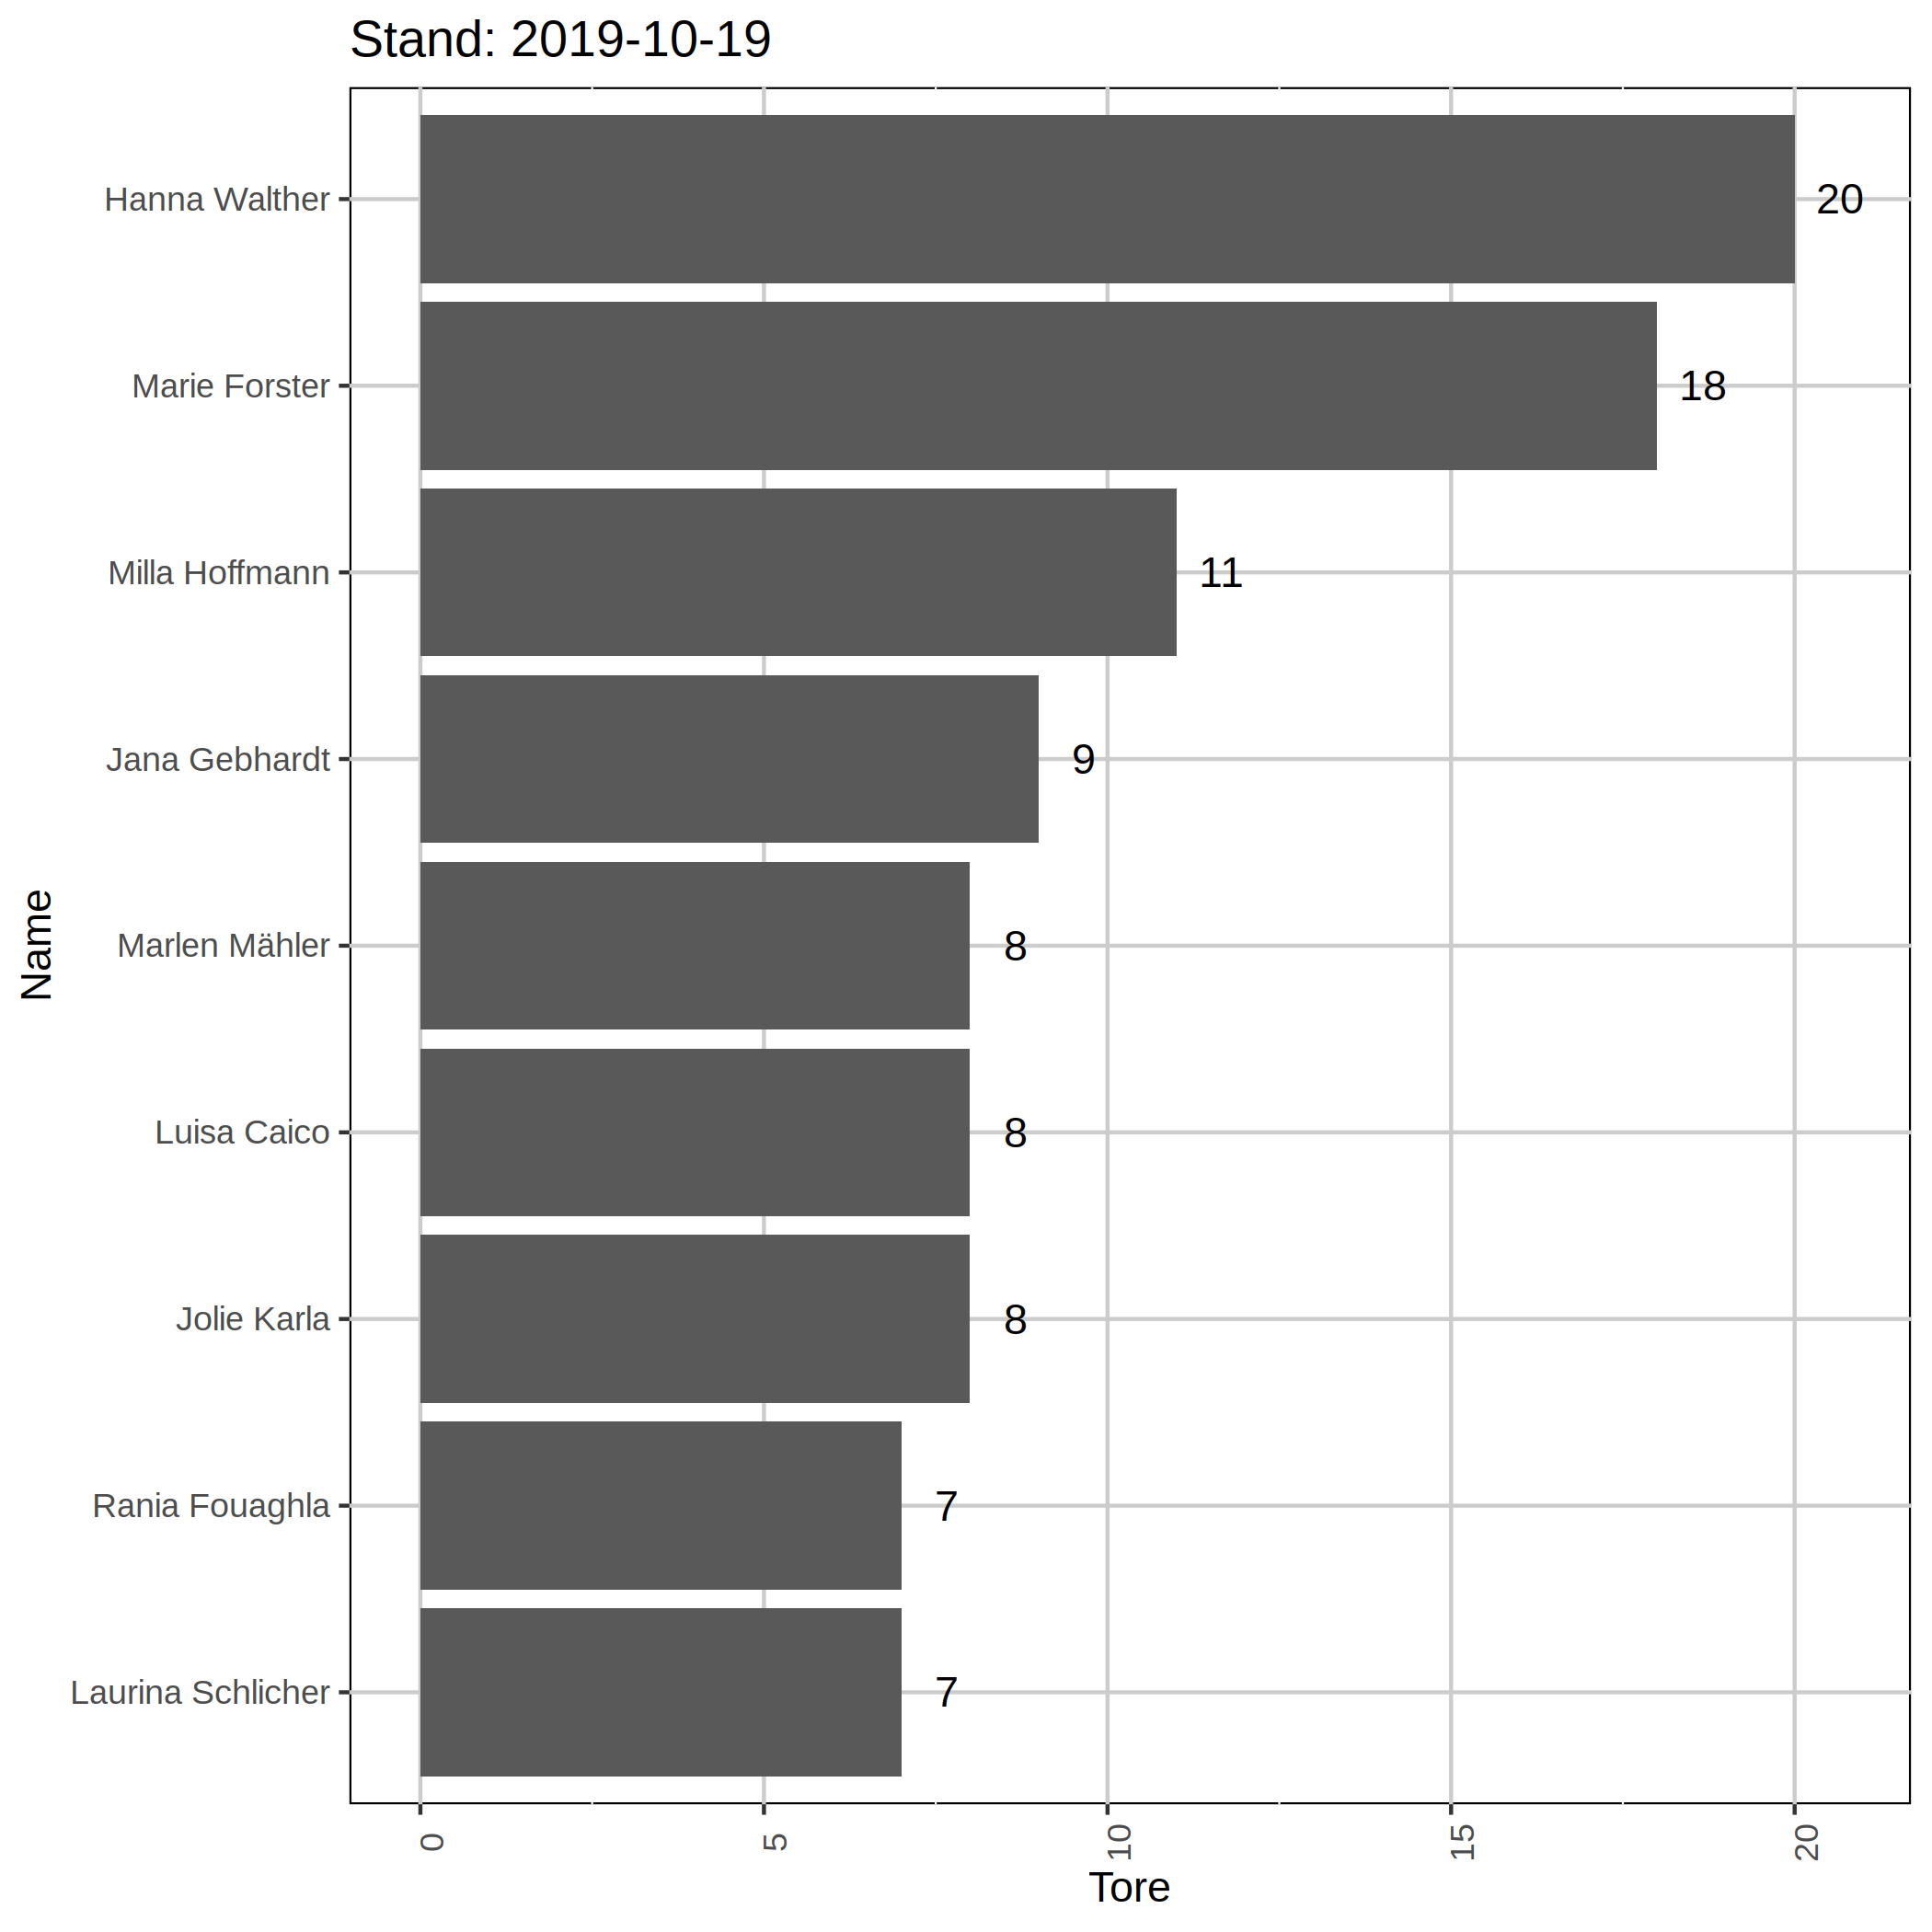 Stand: 2019-10-19
Name
Hanna Walther 20
Marie Forster 18
Milla Hoffmann 11
Jana Gebhardt 9
Marlen Mähler 8
Luisa Caico 8
Jolie Karla 8
Rania Fouaghla 7
Laurina Schlicher 7
0 5 10 15 20
Tore